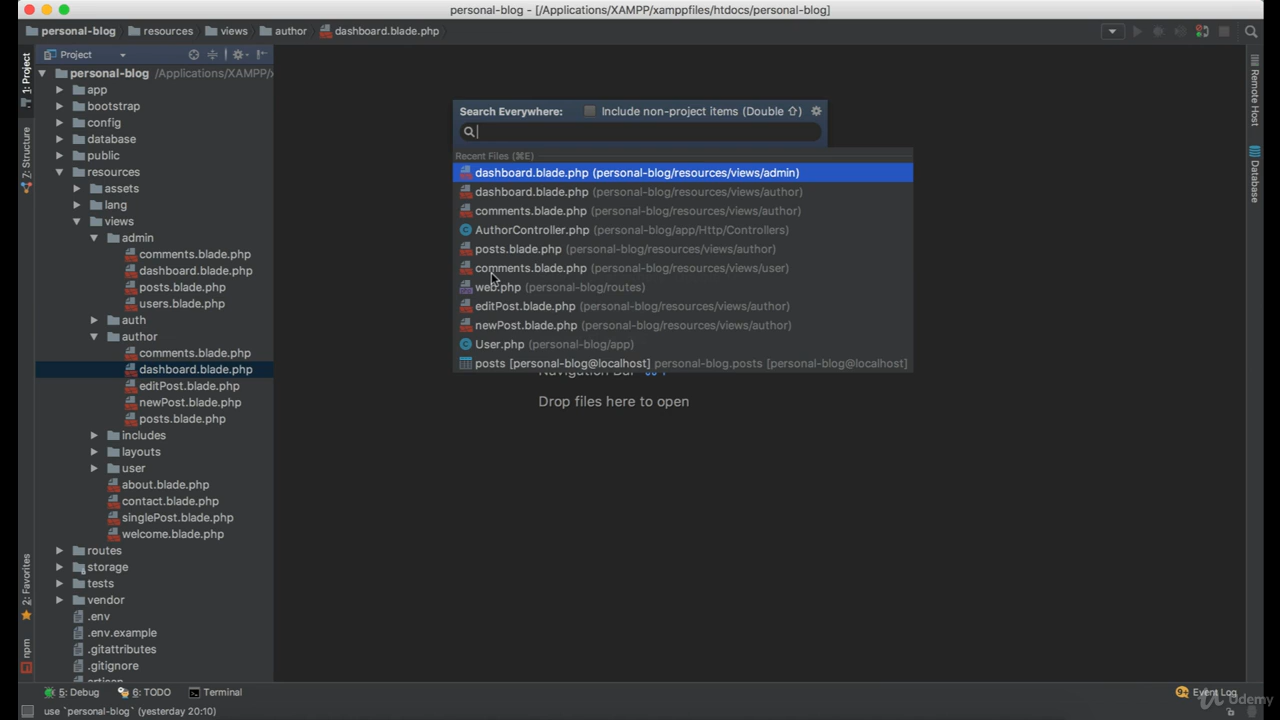 personal-blog - [/Applications/XAMPP/xamppfiles/htdocs/personal-blog]
personal-blog resources views author dashboard.blade.php
1: Project
Z: Structure
2: Favorites
npm
Project
personal-blog /Applications/XAMPP/x
app
bootstrap
config
database
public
resources
assets
lang
views
admin
comments.blade.php
dashboard.blade.php
posts.blade.php
users.blade.php
auth
author
comments.blade.php
dashboard.blade.php
editPost.blade.php
newPost.blade.php
posts.blade.php
includes
layouts
user
about.blade.php
contact.blade.php
singlePost.blade.php
welcome.blade.php
routes
storage
tests
vendor
.env
.env.example
.gitattributes
.gitignore
Search Everywhere: Include non-project items (Double ⇧)
Recent Files (⌘E)
dashboard.blade.php (personal-blog/resources/views/admin)
dashboard.blade.php (personal-blog/resources/views/author)
comments.blade.php (personal-blog/resources/views/author)
AuthorController.php (personal-blog/app/Http/Controllers)
posts.blade.php (personal-blog/resources/views/author)
comments.blade.php (personal-blog/resources/views/user)
web.php (personal-blog/routes)
editPost.blade.php (personal-blog/resources/views/author)
newPost.blade.php (personal-blog/resources/views/author)
User.php (personal-blog/app)
posts [personal-blog@localhost] personal-blog.posts [personal-blog@localhost]
Navigation Bar
Drop files here to open
Remote Host
Database
5: Debug 6: TODO Terminal
9+ Event Log
use `personal-blog` (yesterday 20:10)
Udemy